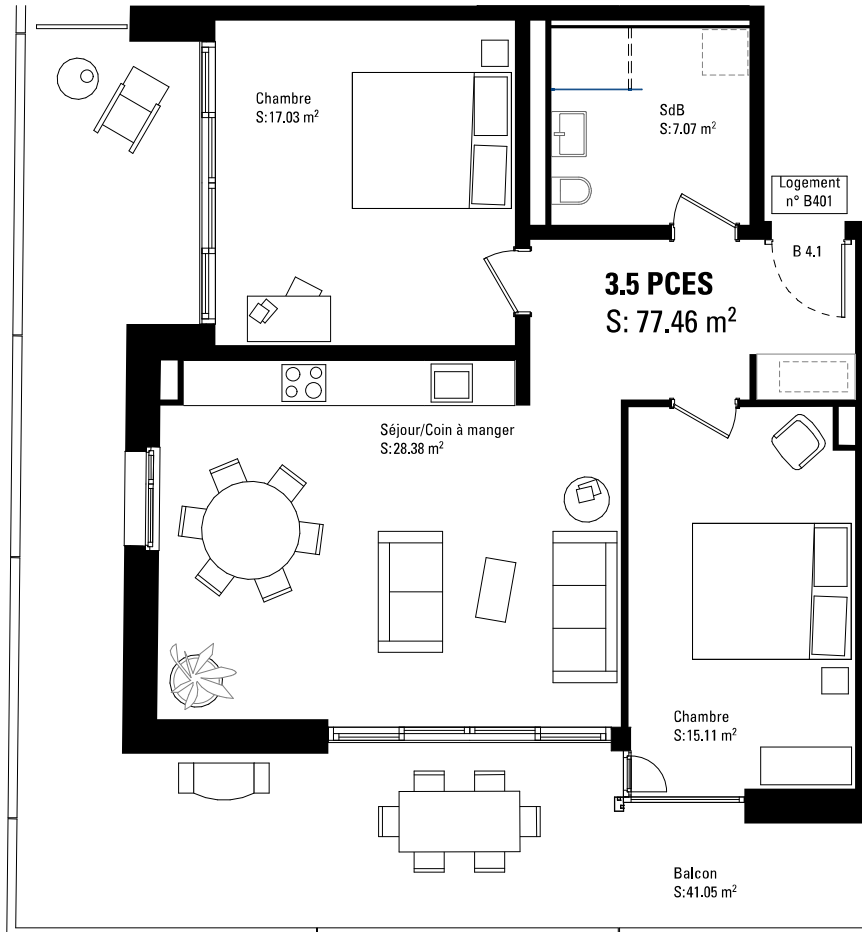 Chambre
S:17.03 m²
SdB
S:7.07 m²
Logement
n° B401
B 4.1
3.5 PCES
S: 77.46 m²
Séjour/Coin à manger
S:28.38 m²
Chambre
S:15.11 m²
Balcon
S:41.05 m²